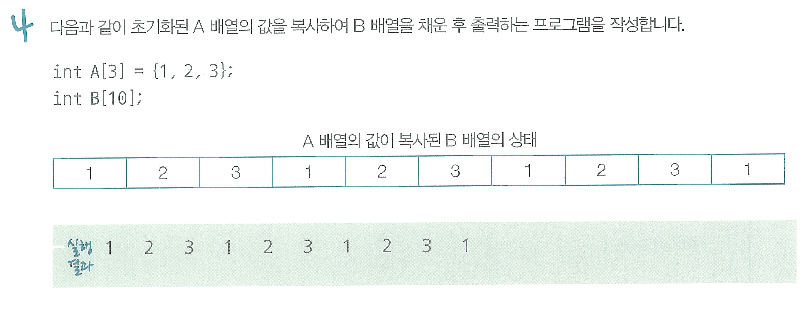 4 다음과 같이 초기화된 A 배열의 값을 복사하여 B 배열을 채운 후 출력하는 프로그램을 작성합니다.
int A[3] = {1, 2, 3};
int B[10];
A 배열의 값이 복사된 B 배열의 상태
1 2 3 1 2 3 1 2 3 1
실행 1 2 3 1 2 3 1 2 3 1
결과